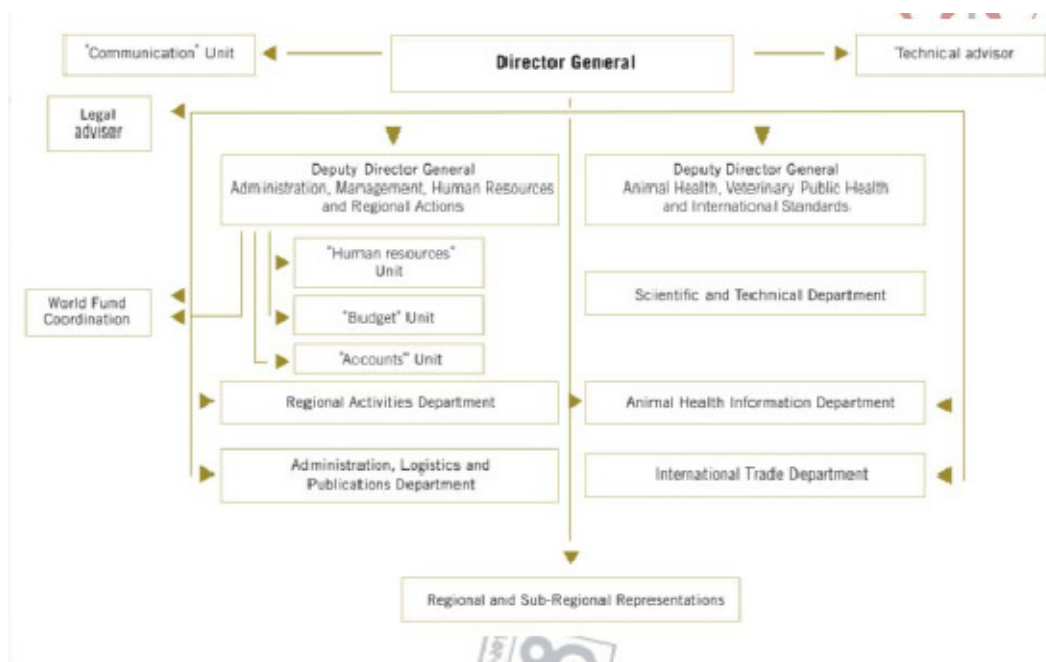 "Communication" Unit
Director General
Technical advisor
Legal
adviser
Deputy Director General
Administration, Management, Human Resources
and Regional Actions
Deputy Director General
Animal Health, Veterinary Public Health
and International Standards
"Human resources"
Unit
Scientific and Technical Department
World Fund
Coordination
"Budget" Unit
"Accounts" Unit
Regional Activities Department
Animal Health Information Department
Administration, Logistics and
Publications Department
International Trade Department
Regional and Sub-Regional Representations